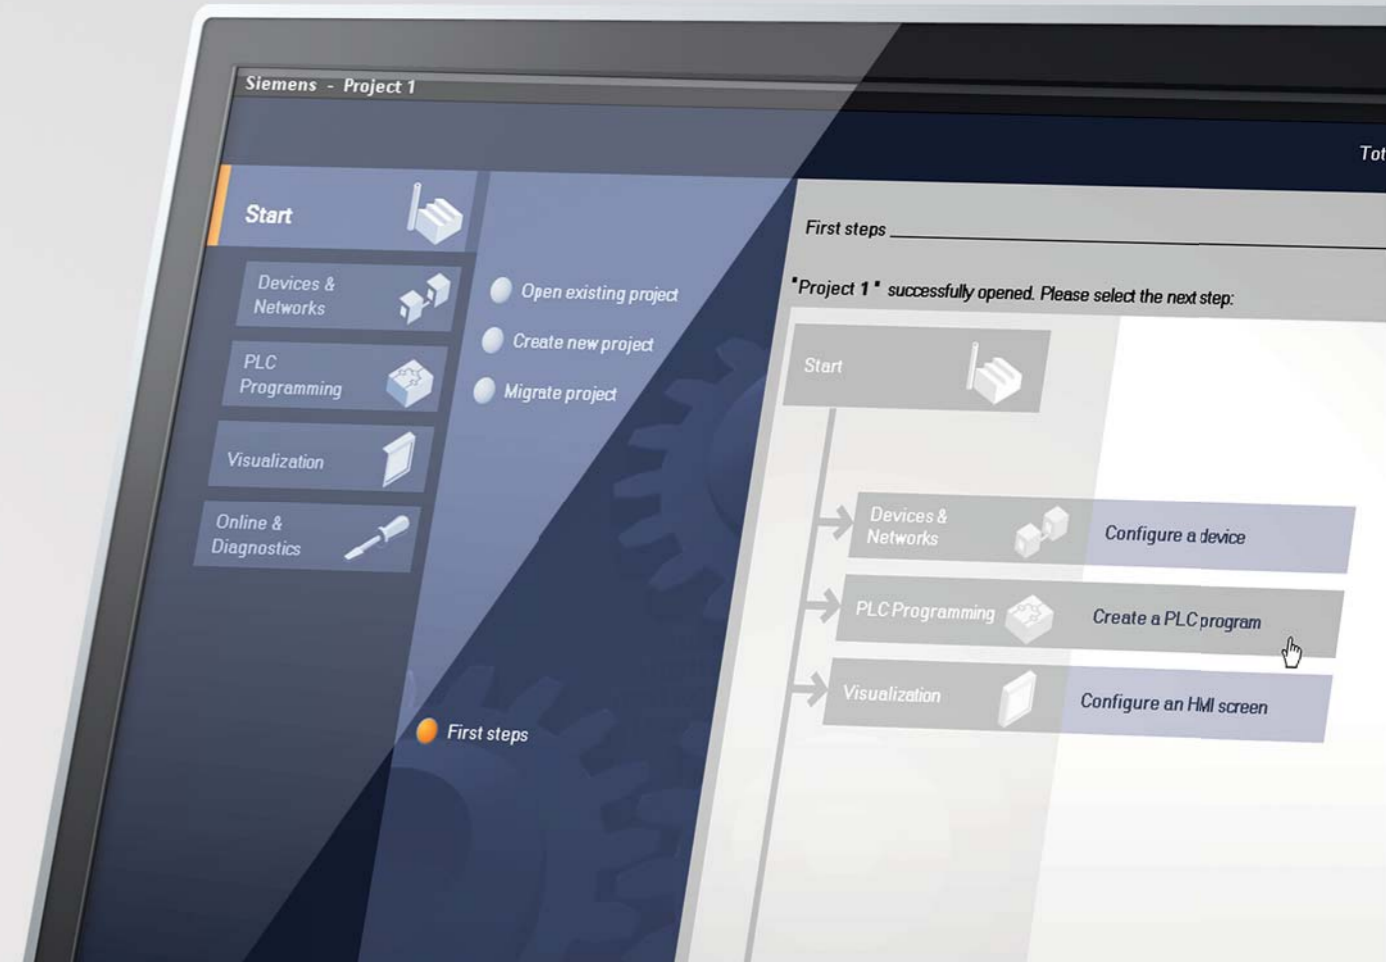 Siemens - Project 1
Tot
Start
Devices &
Networks
PLC
Programming
Visualization
Online &
Diagnostics
Open existing project
Create new project
Migrate project
First steps
First steps
"Project 1" successfully opened. Please select the next step:
Start
Devices &
Networks
Configure a device
PLC Programming
Create a PLC program
Visualization
Configure an HMI screen